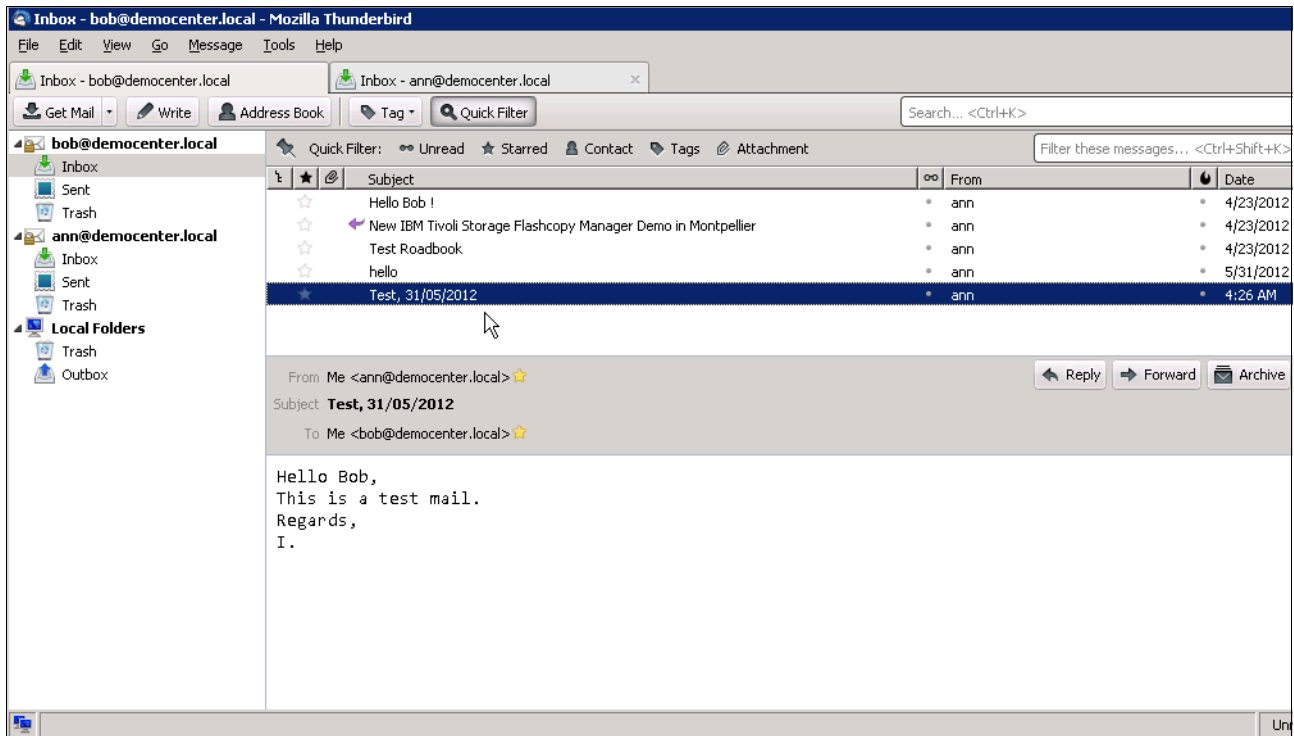 Inbox - bob@democenter.local - Mozilla Thunderbird
File Edit View Go Message Tools Help
Inbox - bob@democenter.local Inbox - ann@democenter.local
Get Mail Write Address Book Tag Quick Filter Search... <Ctrl+K>
bob@democenter.local
Inbox
Sent
Trash
ann@democenter.local
Inbox
Sent
Trash
Local Folders
Trash
Outbox
Quick Filter: Unread Starred Contact Tags Attachment Filter these messages... <Ctrl+Shift+K>
Subject From Date
Hello Bob ! ann 4/23/2012
New IBM Tivoli Storage Flashcopy Manager Demo in Montpellier ann 4/23/2012
Test Roadbook ann 4/23/2012
hello ann 5/31/2012
Test, 31/05/2012 ann 4:26 AM
From Me <ann@democenter.local> Reply Forward Archive
Subject Test, 31/05/2012
To Me <bob@democenter.local>
Hello Bob,
This is a test mail.
Regards,
I.